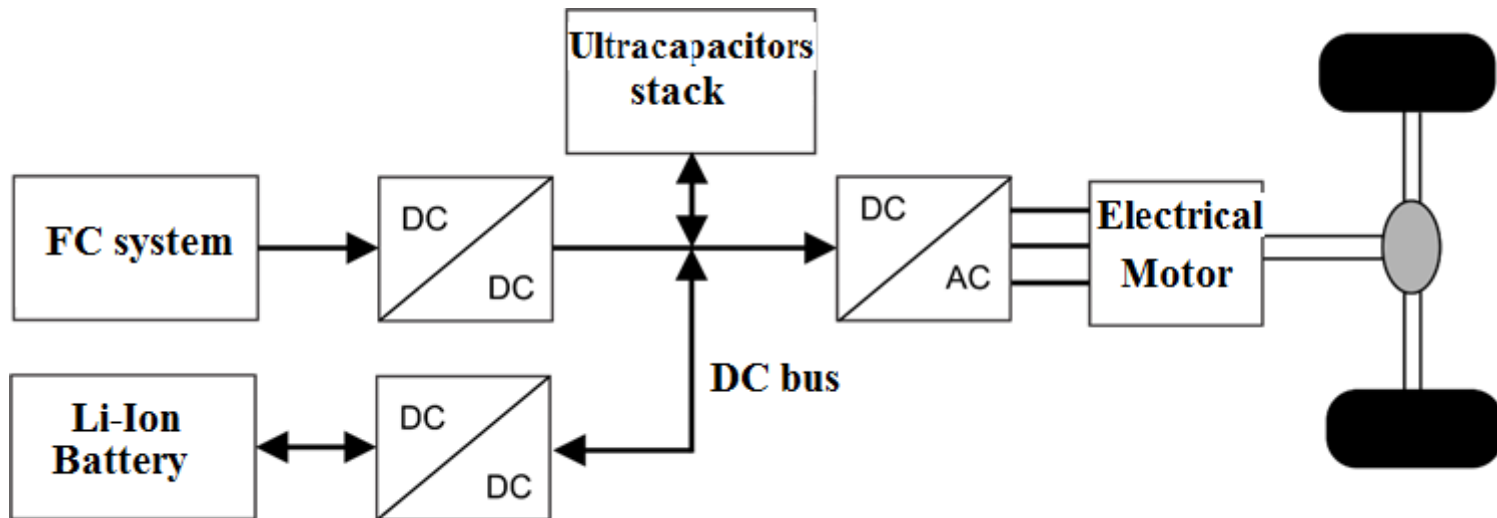 Ultracapacitors
stack
FC system
DC
DC
DC
AC
Electrical
Motor
DC bus
Li-Ion
Battery
DC
DC